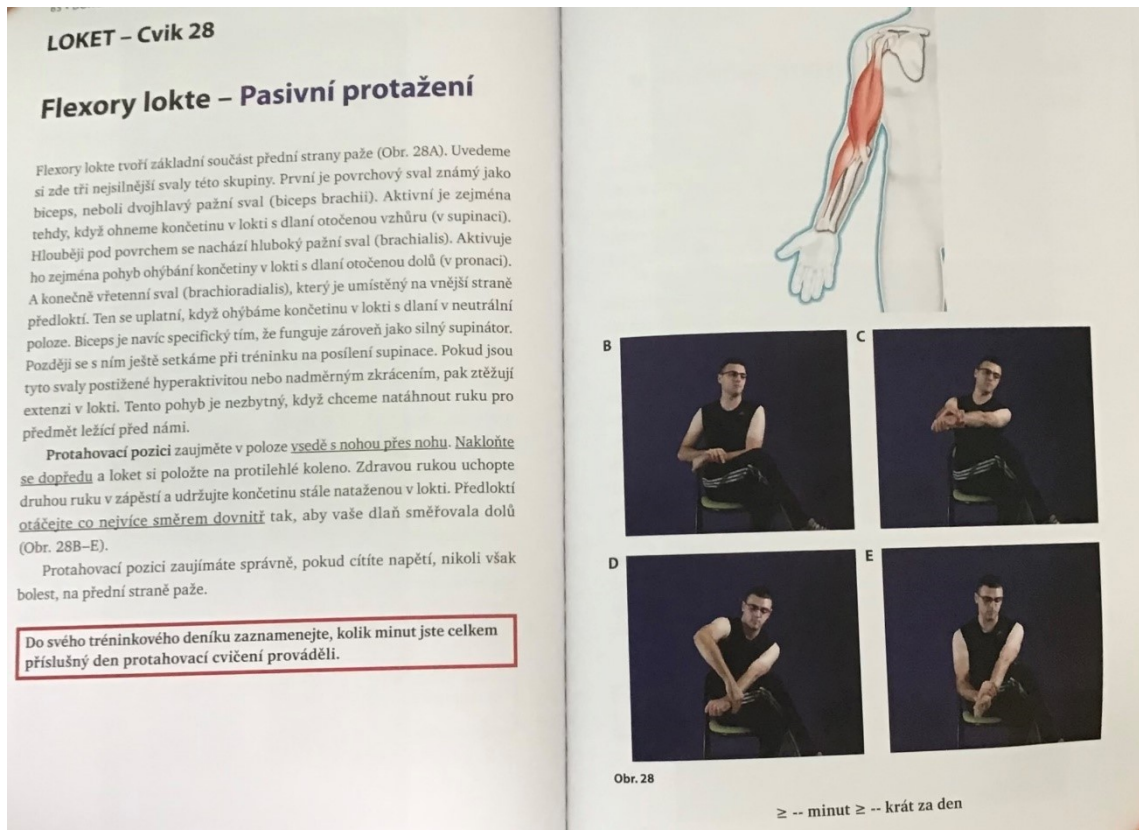 LOKET – Cvik 28
Flexory lokte – Pasivní protažení
Flexory lokte tvoří základní součást přední strany paže (Obr. 28A). Uvedeme
si zde tři nejsilnější svaly této skupiny. První je povrchový sval známý jako
biceps, neboli dvojhlavý pažní sval (biceps brachii). Aktivní je zejména
tehdy, když ohneme končetinu v lokti s dlaní otočenou vzhůru (v supinaci).
Hlouběji pod povrchem se nachází hluboký pažní sval (brachialis). Aktivuje
ho zejména pohyb ohýbání končetiny v lokti s dlaní otočenou dolů (v pronaci).
A konečně vřetenní sval (brachioradialis), který je umístěný na vnější straně
předloktí. Ten se uplatní, když ohýbáme končetinu v lokti s dlaní v neutrální
poloze. Biceps je navíc specifický tím, že funguje zároveň jako silný supinátor.
Později se s ním ještě setkáme při tréninku na posílení supinace. Pokud jsou
tyto svaly postižené hyperaktivitou nebo nadměrným zkrácením, pak ztěžují
extenzi v lokti. Tento pohyb je nezbytný, když chceme natáhnout ruku pro
předmět ležící před námi.
Protahovací pozici zaujměte v poloze vsedě s nohou přes nohu. Nakloňte
se dopředu a loket si položte na protilehlé koleno. Zdravou rukou uchopte
druhou ruku v zápěstí a udržujte končetinu stále nataženou v lokti. Předloktí
otáčejte co nejvíce směrem dovnitř tak, aby vaše dlaň směřovala dolů
(Obr. 28B–E).
Protahovací pozici zaujímáte správně, pokud cítíte napětí, nikoli však
bolest, na přední straně paže.
Do svého tréninkového deníku zaznamenejte, kolik minut jste celkem
příslušný den protahovací cvičení prováděli.
B
C
D
E
Obr. 28
≥ -- minut ≥ -- krát za den